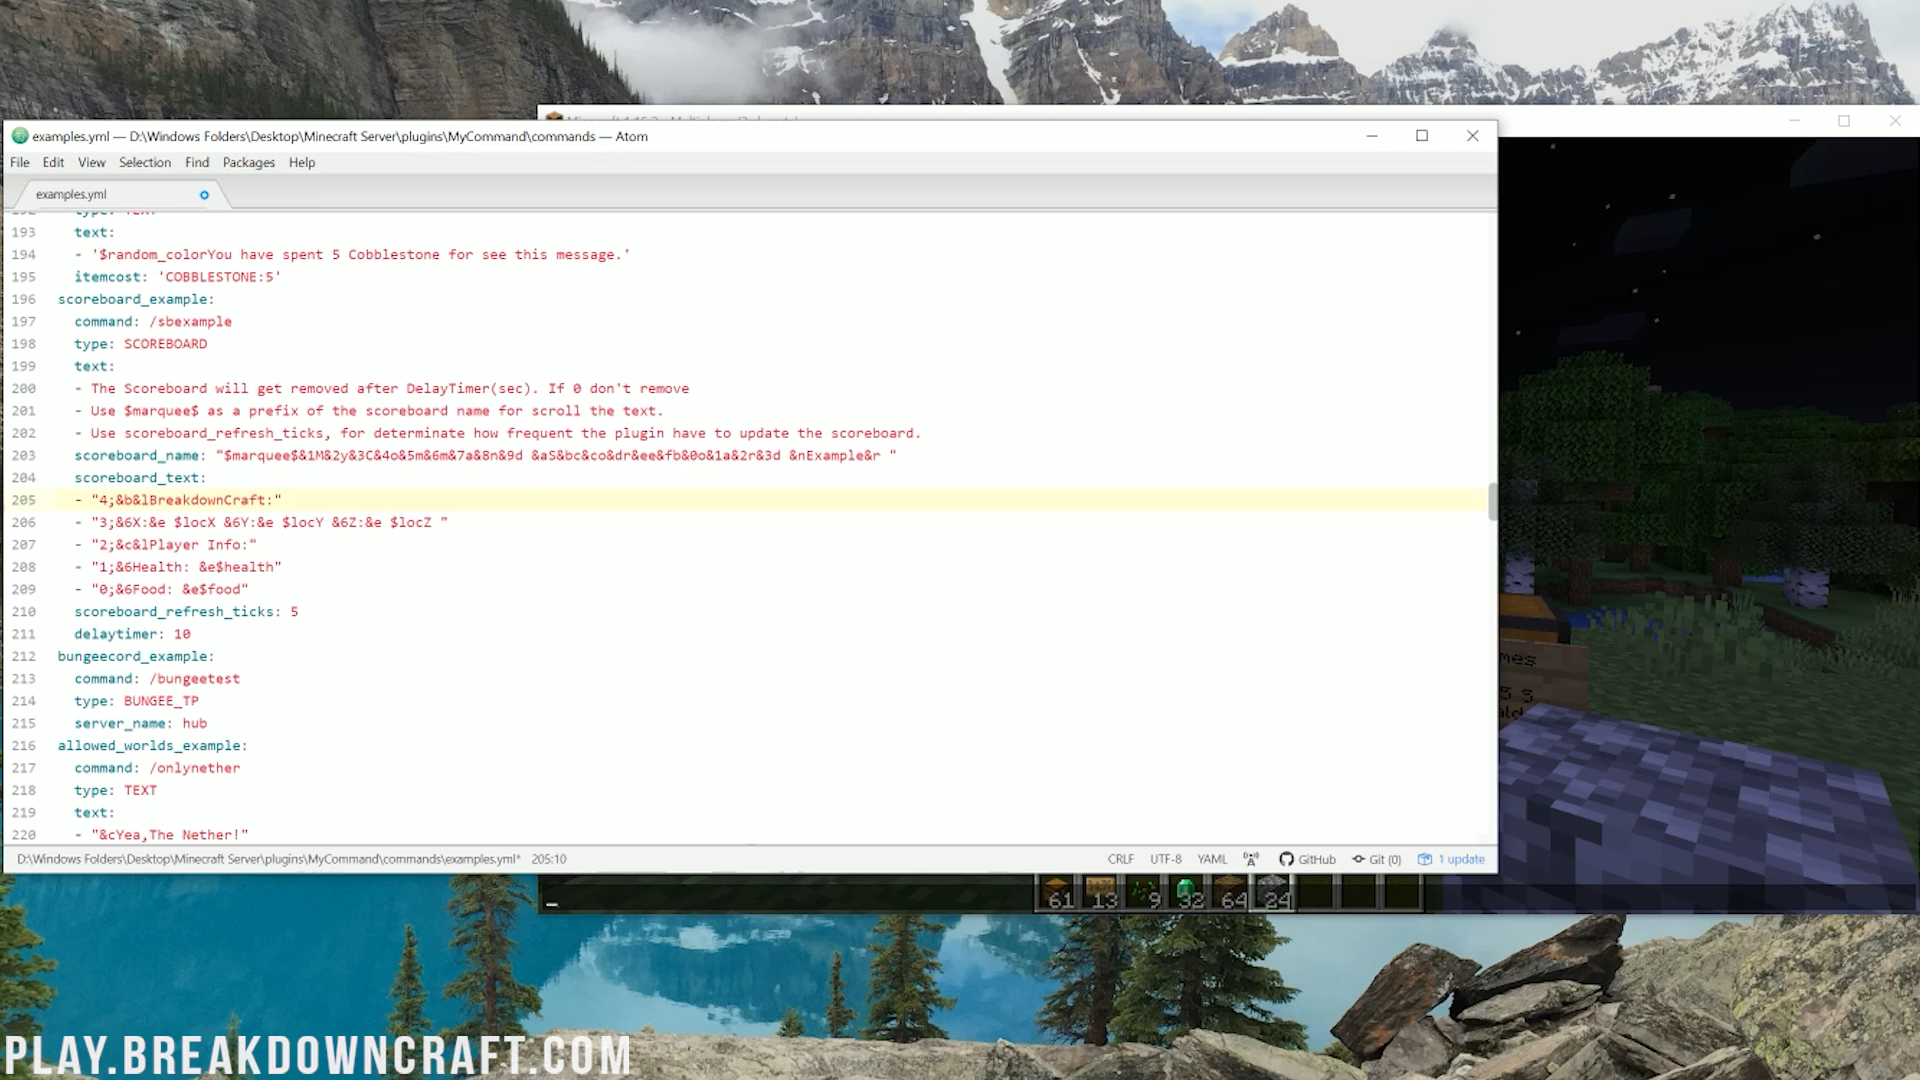 examples.yml — D:\Windows Folders\Desktop\Minecraft Server\plugins\MyCommand\commands — Atom
File Edit View Selection Find Packages Help
examples.yml
192 type: TEXT
193 text:
194 - '$random_colorYou have spent 5 Cobblestone for see this message.'
195 itemcost: 'COBBLESTONE:5'
196 scoreboard_example:
197 command: /sbexample
198 type: SCOREBOARD
199 text:
200 - The Scoreboard will get removed after DelayTimer(sec). If 0 don't remove
201 - Use $marquee$ as a prefix of the scoreboard name for scroll the text.
202 - Use scoreboard_refresh_ticks, for determinate how frequent the plugin have to update the scoreboard.
203 scoreboard_name: "$marquee$&1M&2y&3C&4o&5m&6m&7a&8n&9d &aS&bc&co&dr&ee&fb&0o&1a&2r&3d &nExample&r "
204 scoreboard_text:
205 - "4;&b&lBreakdownCraft:"
206 - "3;&6X:&e $locX &6Y:&e $locY &6Z:&e $locZ "
207 - "2;&c&lPlayer Info:"
208 - "1;&6Health: &e$health"
209 - "0;&6Food: &e$food"
210 scoreboard_refresh_ticks: 5
211 delaytimer: 10
212 bungeecord_example:
213 command: /bungeetest
214 type: BUNGEE_TP
215 server_name: hub
216 allowed_worlds_example:
217 command: /onlynether
218 type: TEXT
219 text:
220 - "&cYea,The Nether!"
D:\Windows Folders\Desktop\Minecraft Server\plugins\MyCommand\commands\examples.yml* 205:10 CRLF UTF-8 YAML GitHub Git (0) 1 update
61 13 9 32 64 24
PLAY.BREAKDOWNCRAFT.COM